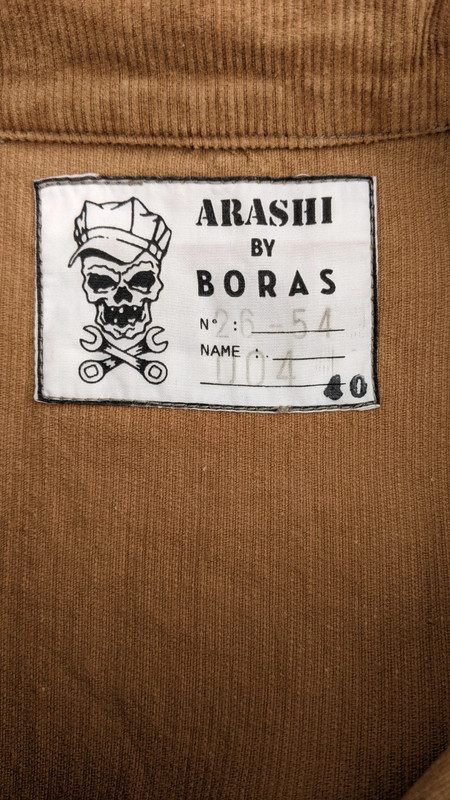 ARASHI
BY
BORAS
N° : 26-54
NAME : 004
40